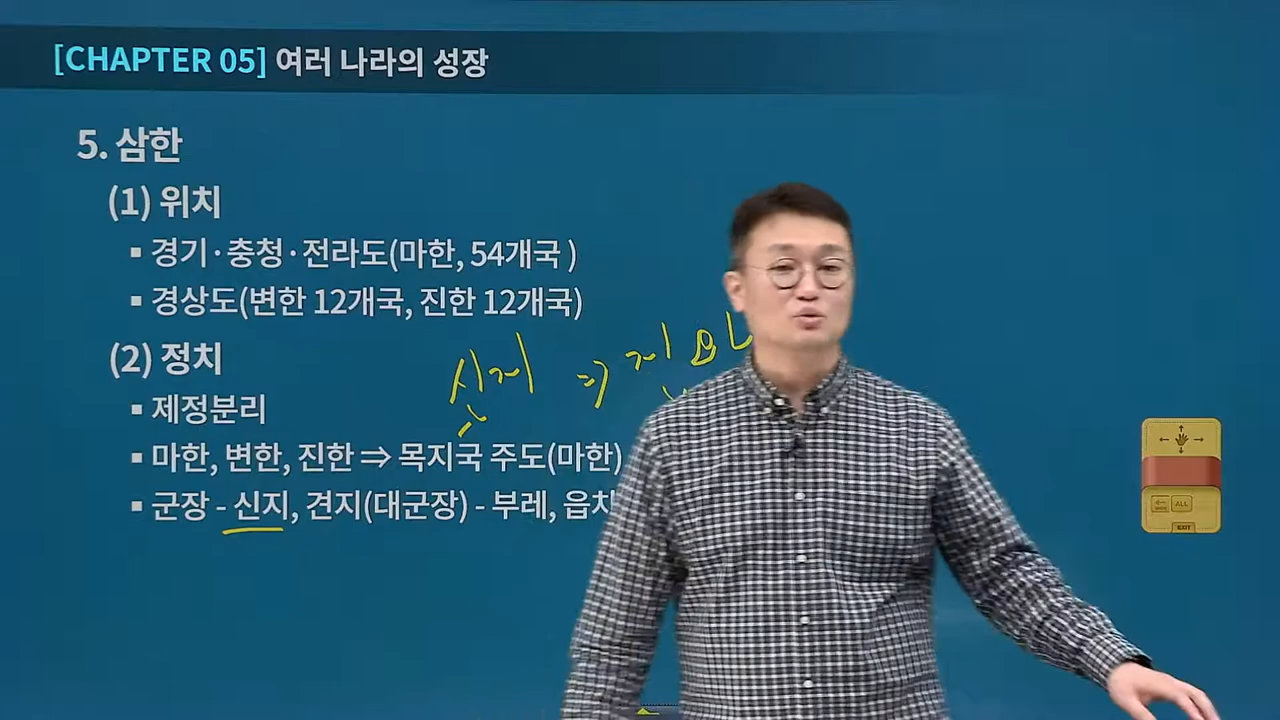 [CHAPTER 05] 여러 나라의 성장
5. 삼한
(1) 위치
▪ 경기·충청·전라도(마한, 54개국 )
▪ 경상도(변한 12개국, 진한 12개국)
(2) 정치
신지 ⇒ 지
▪ 제정분리
▪ 마한, 변한, 진한 ⇒ 목지국 주도(마한)
▪ 군장 - 신지, 견지(대군장) - 부레, 읍차
ALL
EXIT